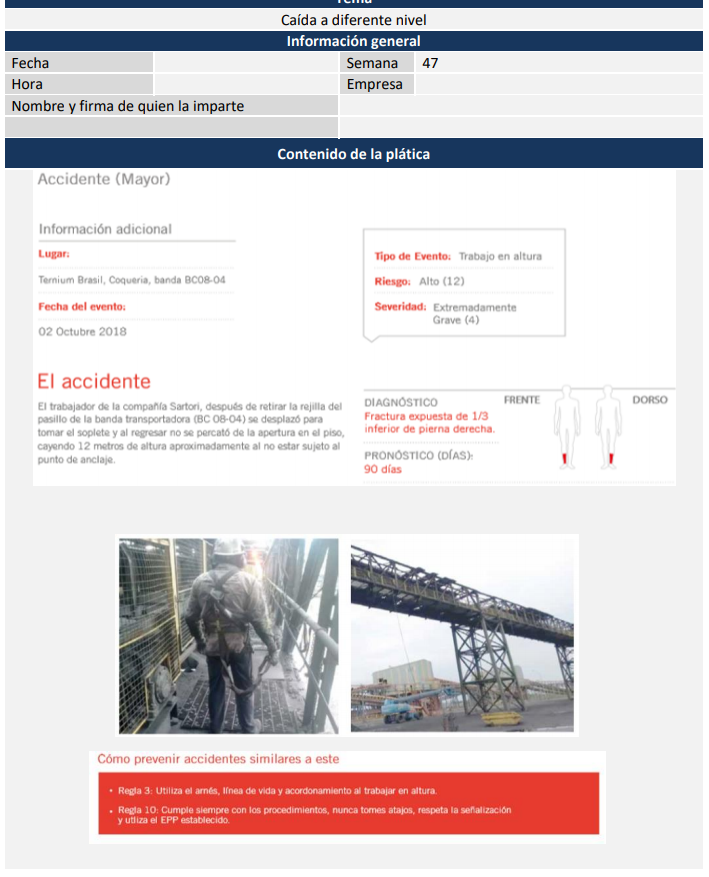 Tema
Caída a diferente nivel
Información general
Fecha Semana 47
Hora Empresa
Nombre y firma de quien la imparte
Contenido de la plática
Accidente (Mayor)
Información adicional
Lugar:
Ternium Brasil, Coqueria, banda BC08-04
Fecha del evento:
02 Octubre 2018
Tipo de Evento: Trabajo en altura
Riesgo: Alto (12)
Severidad: Extremadamente
Grave (4)
El accidente
El trabajador de la compañía Sartori, después de retirar la rejilla del
pasillo de la banda transportadora (BC 08-04) se desplazó para
tomar el soplete y al regresar no se percató de la apertura en el piso,
cayendo 12 metros de altura aproximadamente al no estar sujeto al
punto de anclaje.
DIAGNÓSTICO
Fractura expuesta de 1/3
inferior de pierna derecha.
PRONÓSTICO (DÍAS):
90 días
FRENTE
DORSO
Cómo prevenir accidentes similares a este
• Regla 3: Utiliza el arnés, línea de vida y acordonamiento al trabajar en altura.
• Regla 10: Cumple siempre con los procedimientos, nunca tomes atajos, respeta la señalización
y utliza el EPP establecido.